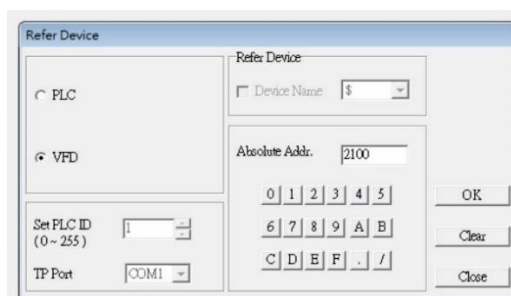 Refer Device
PLC
VFD
Set PLC ID
(0 ~ 255)
1
TP Port
COM1
Refer Device
Device Name
$
Absolute Addr.
2100
0 1 2 3 4 5
6 7 8 9 A B
C D E F . /
OK
Clear
Close